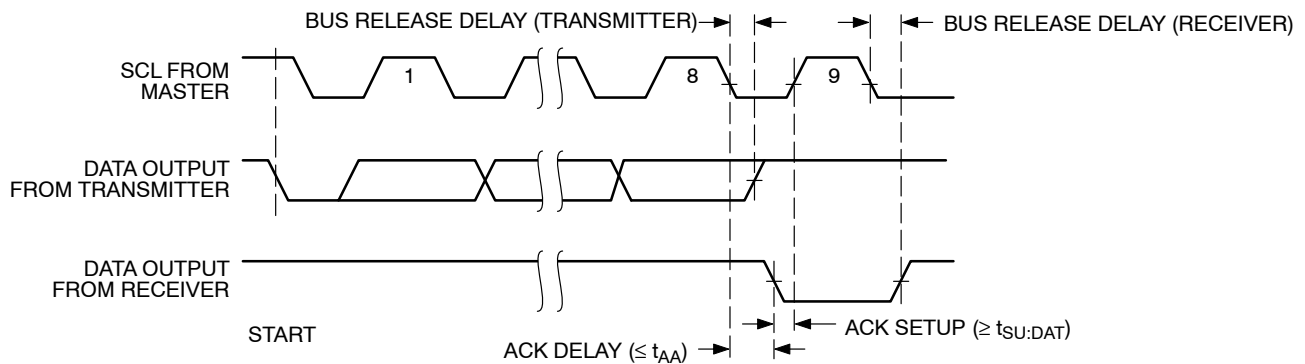 BUS RELEASE DELAY (TRANSMITTER)
BUS RELEASE DELAY (RECEIVER)
SCL FROM
MASTER
1
8
9
DATA OUTPUT
FROM TRANSMITTER
DATA OUTPUT
FROM RECEIVER
START
ACK SETUP (≥ tSU:DAT)
ACK DELAY (≤ tAA)